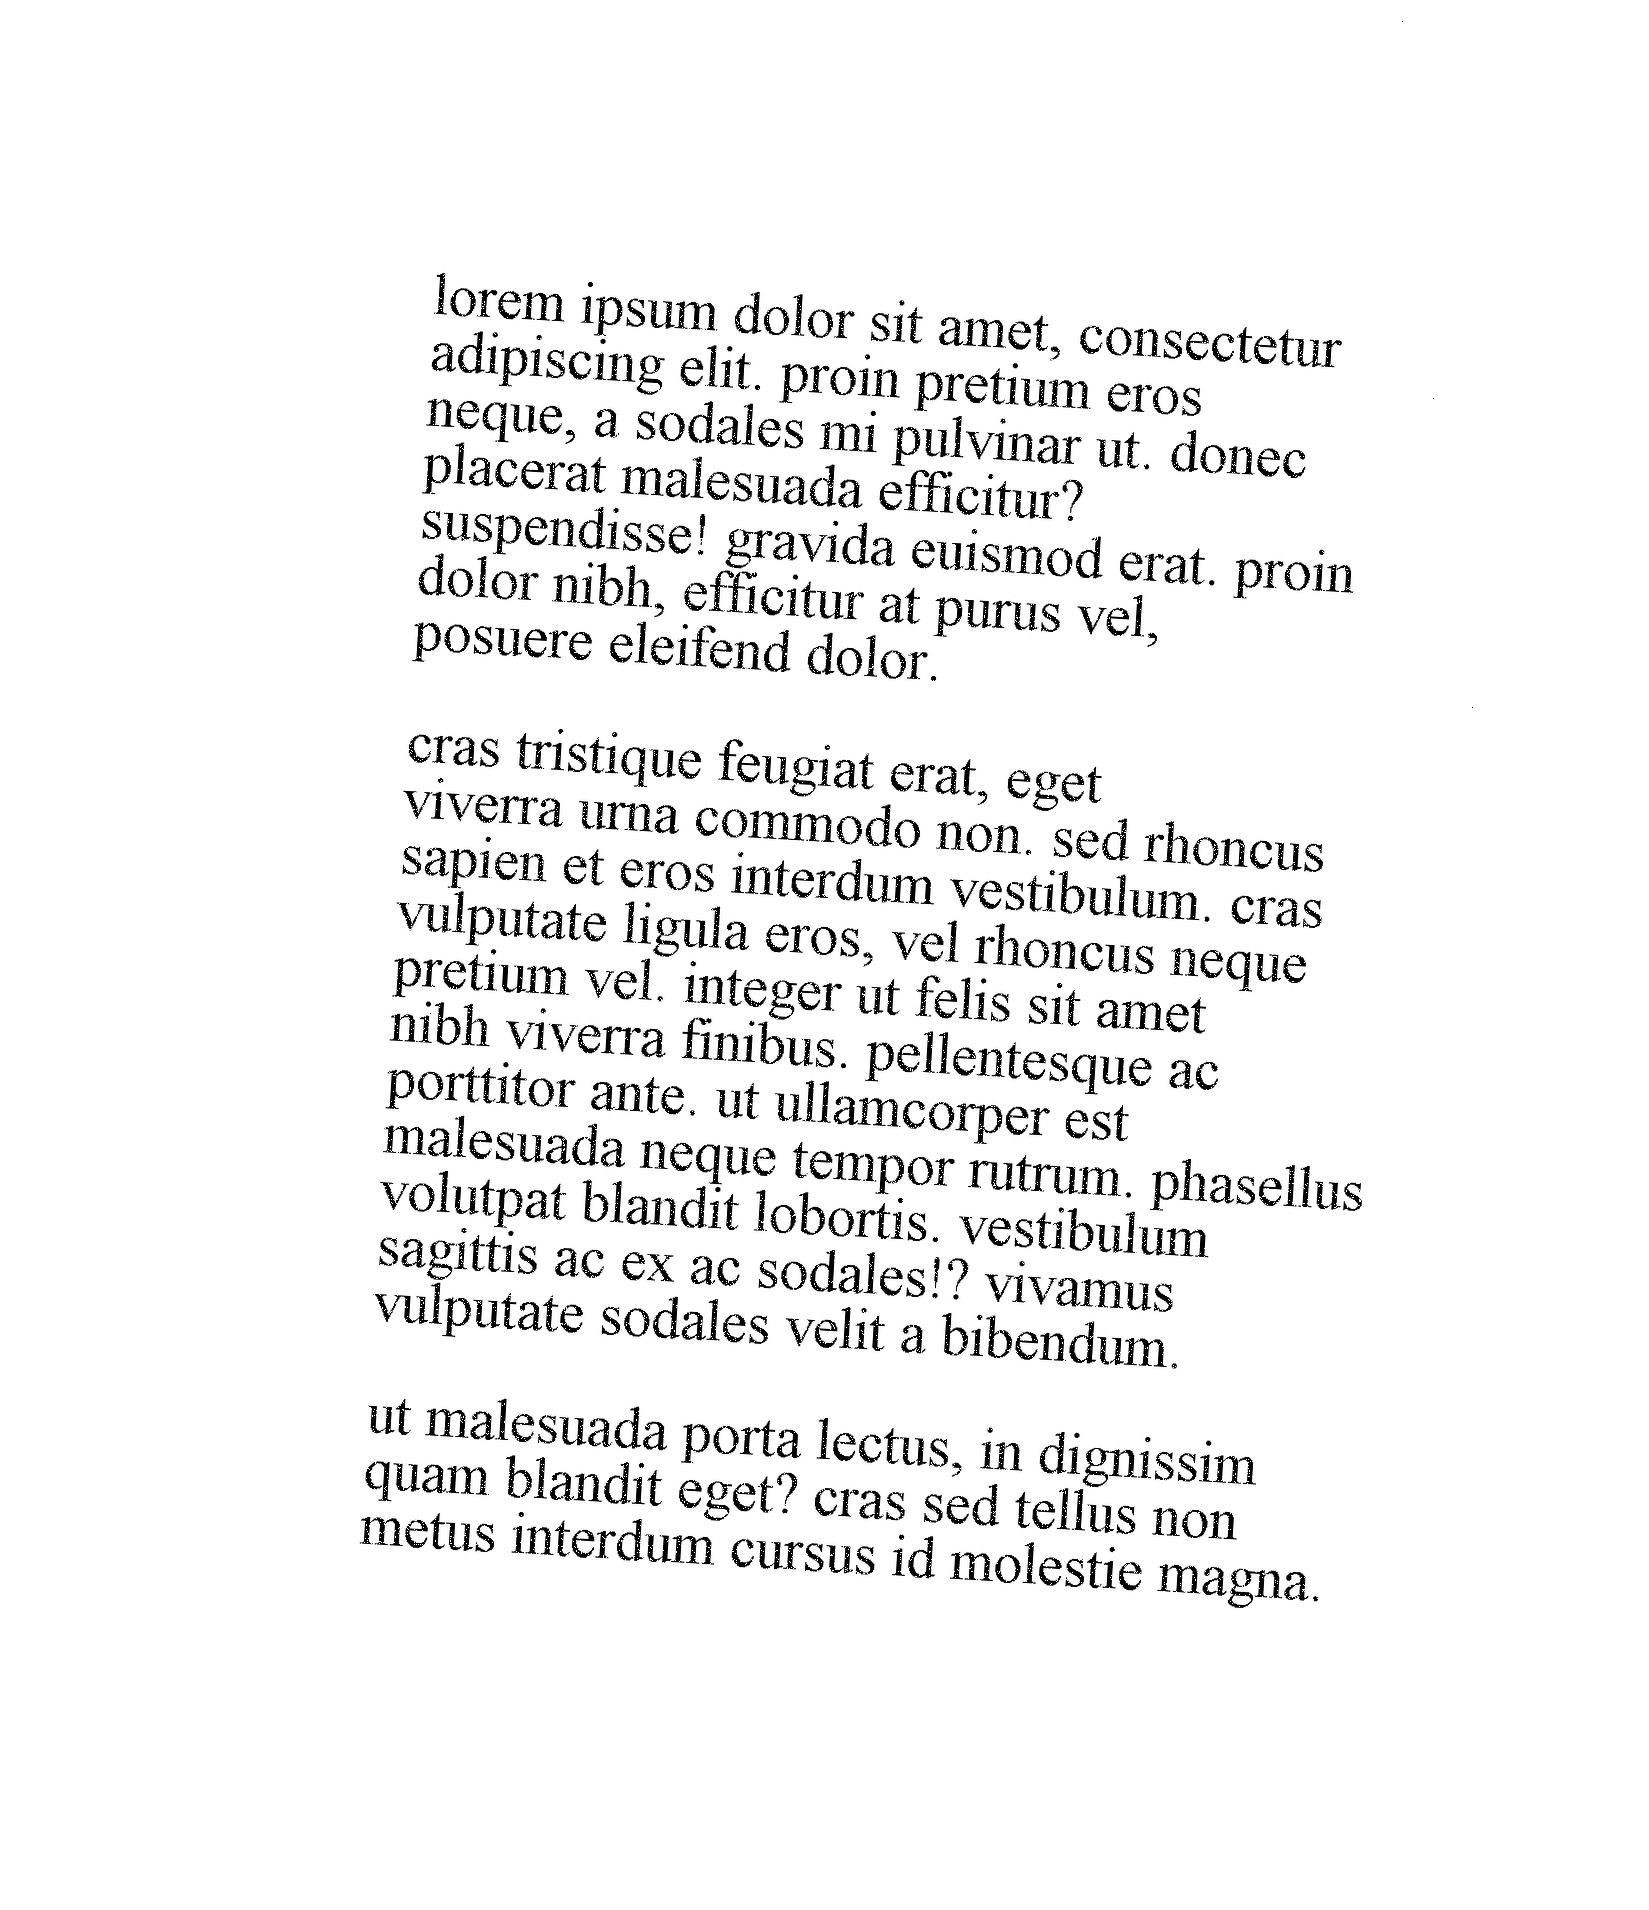 lorem ipsum dolor sit amet, consectetur
adipiscing elit. proin pretium eros
neque, a sodales mi pulvinar ut. donec
placerat malesuada efficitur?
suspendisse! gravida euismod erat. proin
dolor nibh, efficitur at purus vel,
posuere eleifend dolor.

cras tristique feugiat erat, eget
viverra urna commodo non. sed rhoncus
sapien et eros interdum vestibulum. cras
vulputate ligula eros, vel rhoncus neque
pretium vel. integer ut felis sit amet
nibh viverra finibus. pellentesque ac
porttitor ante. ut ullamcorper est
malesuada neque tempor rutrum. phasellus
volutpat blandit lobortis. vestibulum
sagittis ac ex ac sodales!? vivamus
vulputate sodales velit a bibendum.

ut malesuada porta lectus, in dignissim
quam blandit eget? cras sed tellus non
metus interdum cursus id molestie magna.